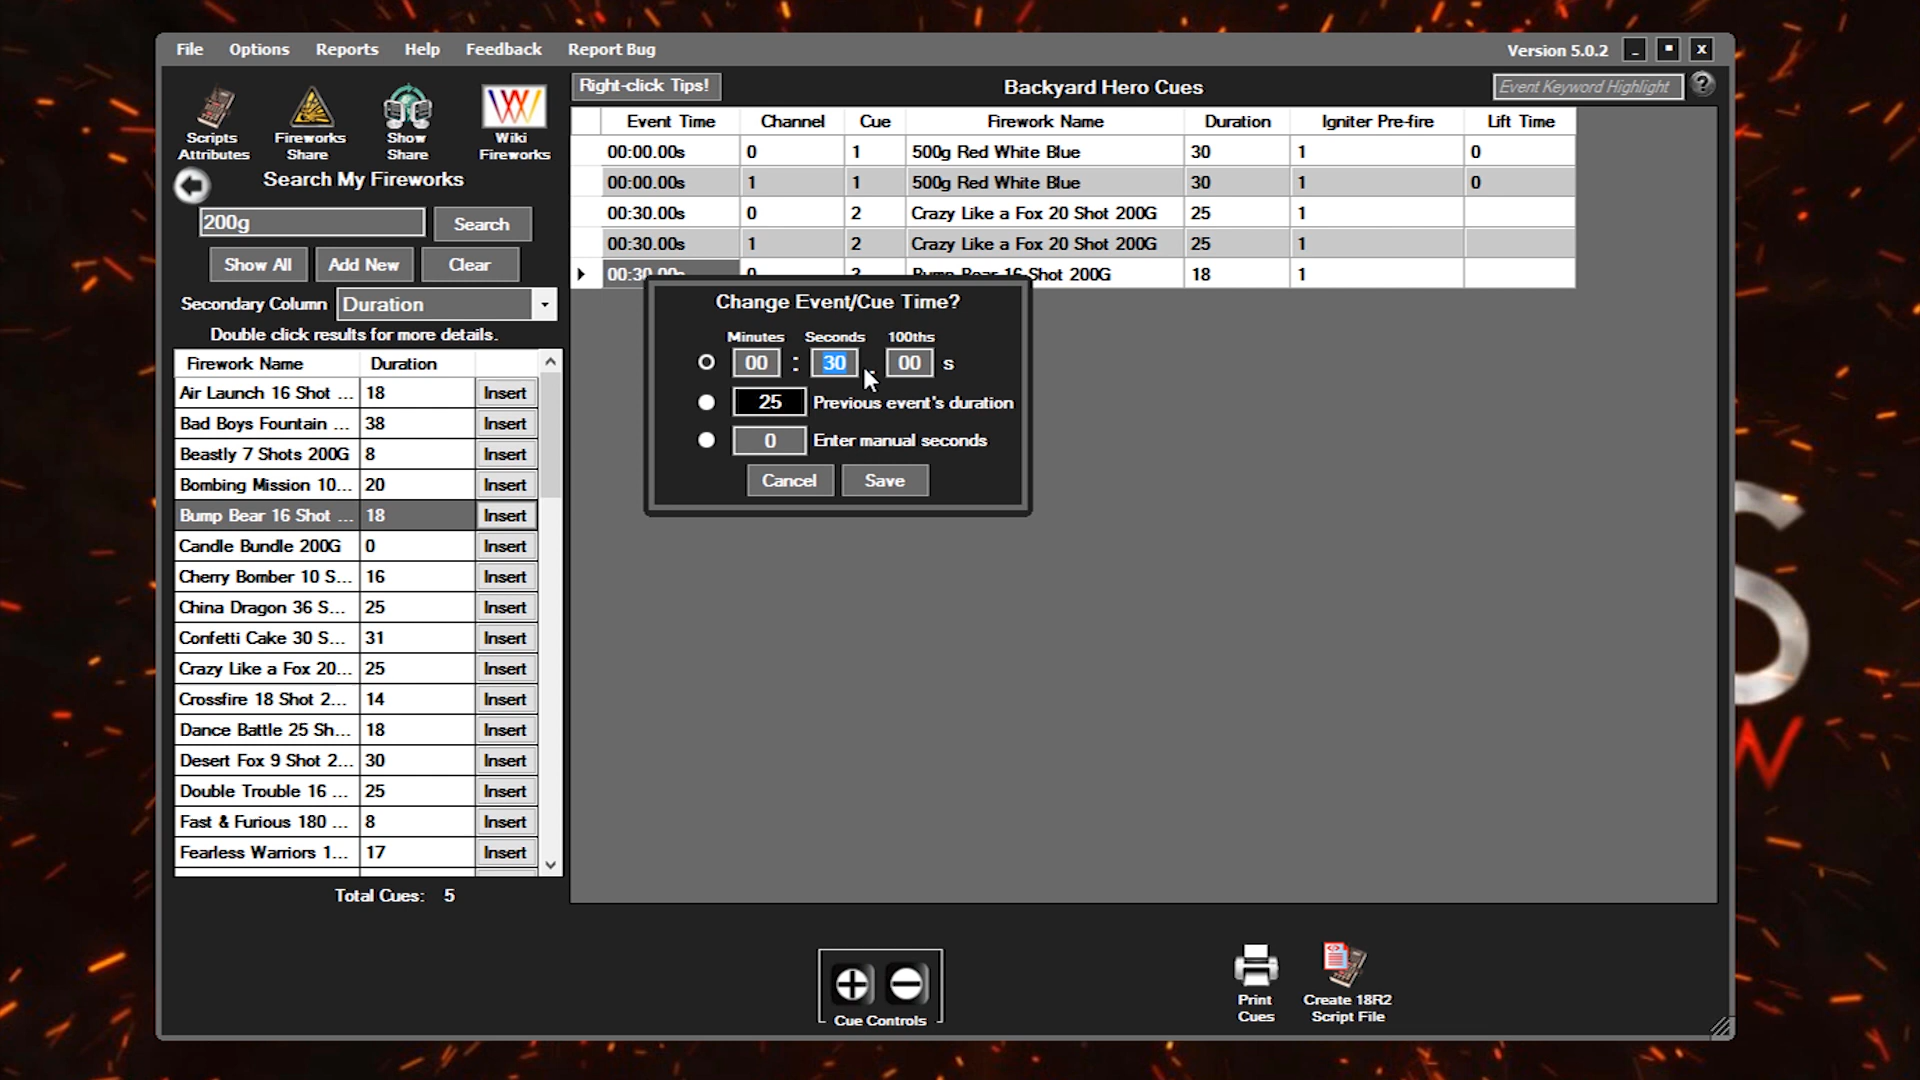 File Options Reports Help Feedback Report Bug
Version 5.0.2
Scripts Attributes
Fireworks Share
Show Share
Wiki Fireworks
Search My Fireworks
200g Search
Show All Add New Clear
Secondary Column Duration
Double click results for more details.
Firework Name Duration
Air Launch 16 Shot ... 18 Insert
Bad Boys Fountain ... 38 Insert
Beastly 7 Shots 200G 8 Insert
Bombing Mission 10... 20 Insert
Bump Bear 16 Shot ... 18 Insert
Candle Bundle 200G 0 Insert
Cherry Bomber 10 S... 16 Insert
China Dragon 36 S... 25 Insert
Confetti Cake 30 S... 31 Insert
Crazy Like a Fox 20... 25 Insert
Crossfire 18 Shot 2... 14 Insert
Dance Battle 25 Sh... 18 Insert
Desert Fox 9 Shot 2... 30 Insert
Double Trouble 16 ... 25 Insert
Fast & Furious 180 ... 8 Insert
Fearless Warriors 1... 17 Insert
Total Cues: 5
Right-click Tips! Backyard Hero Cues Event Keyword Highlight ?
Event Time Channel Cue Firework Name Duration Igniter Pre-fire Lift Time
00:00.00s 0 1 500g Red White Blue 30 1 0
00:00.00s 1 1 500g Red White Blue 30 1 0
00:30.00s 0 2 Crazy Like a Fox 20 Shot 200G 25 1
00:30.00s 1 2 Crazy Like a Fox 20 Shot 200G 25 1
00:30.00s 0 Bump Bear 16 Shot 200G 18 1
Change Event/Cue Time?
Minutes Seconds 100ths
00 : 30 . 00 s
25 Previous event's duration
0 Enter manual seconds
Cancel Save
Cue Controls
Print Cues
Create 18R2 Script File
S
W